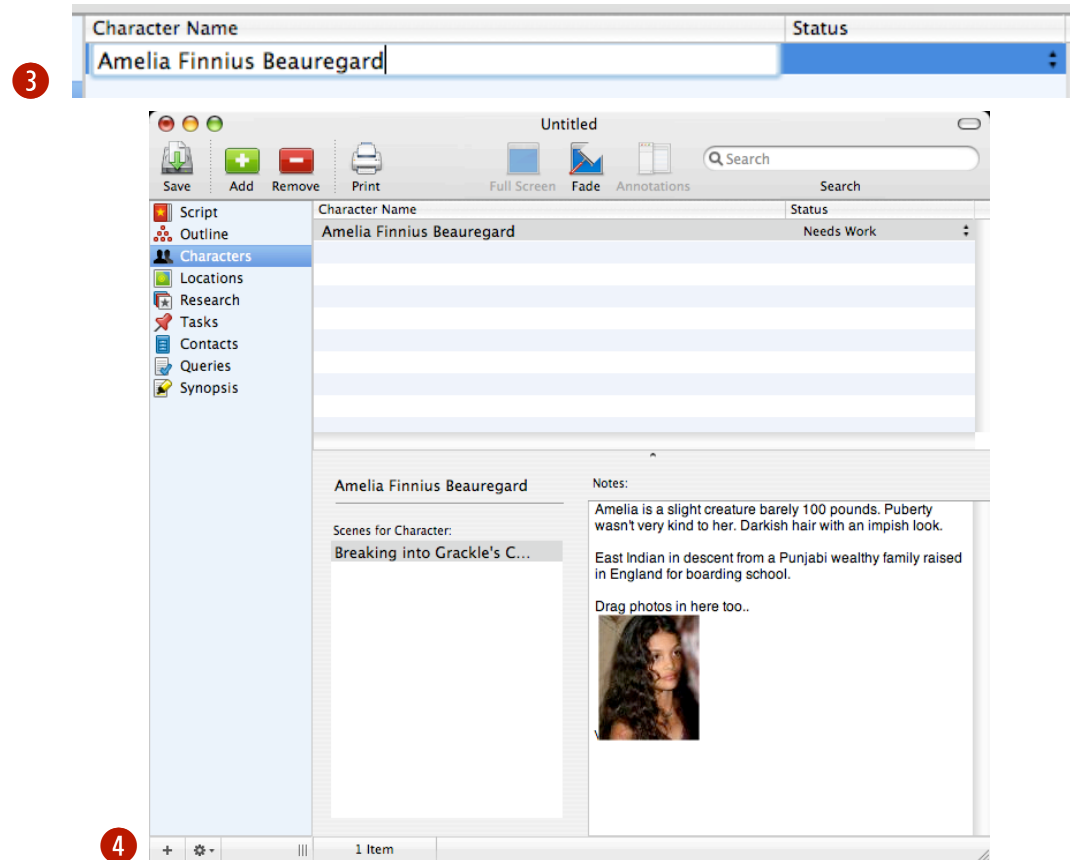 Character Name Status
3 Amelia Finnius Beauregard
Untitled
Search
Save Add Remove Print Full Screen Fade Annotations Search
Script
Outline
Characters
Locations
Research
Tasks
Contacts
Queries
Synopsis
Character Name Status
Amelia Finnius Beauregard Needs Work
Amelia Finnius Beauregard
Scenes for Character:
Breaking into Grackle's C...
Notes:
Amelia is a slight creature barely 100 pounds. Puberty
wasn't very kind to her. Darkish hair with an impish look.
East Indian in descent from a Punjabi wealthy family raised
in England for boarding school.
Drag photos in here too..
4
1 Item